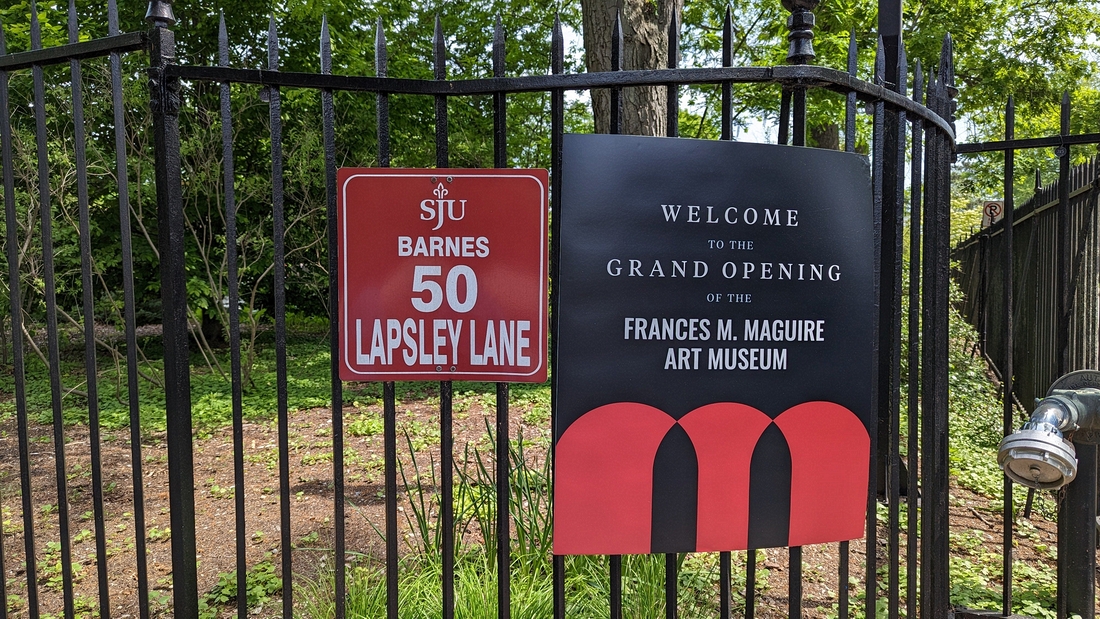 SJU
BARNES
50
LAPSLEY LANE
WELCOME
TO THE
GRAND OPENING
OF THE
FRANCES M. MAGUIRE
ART MUSEUM